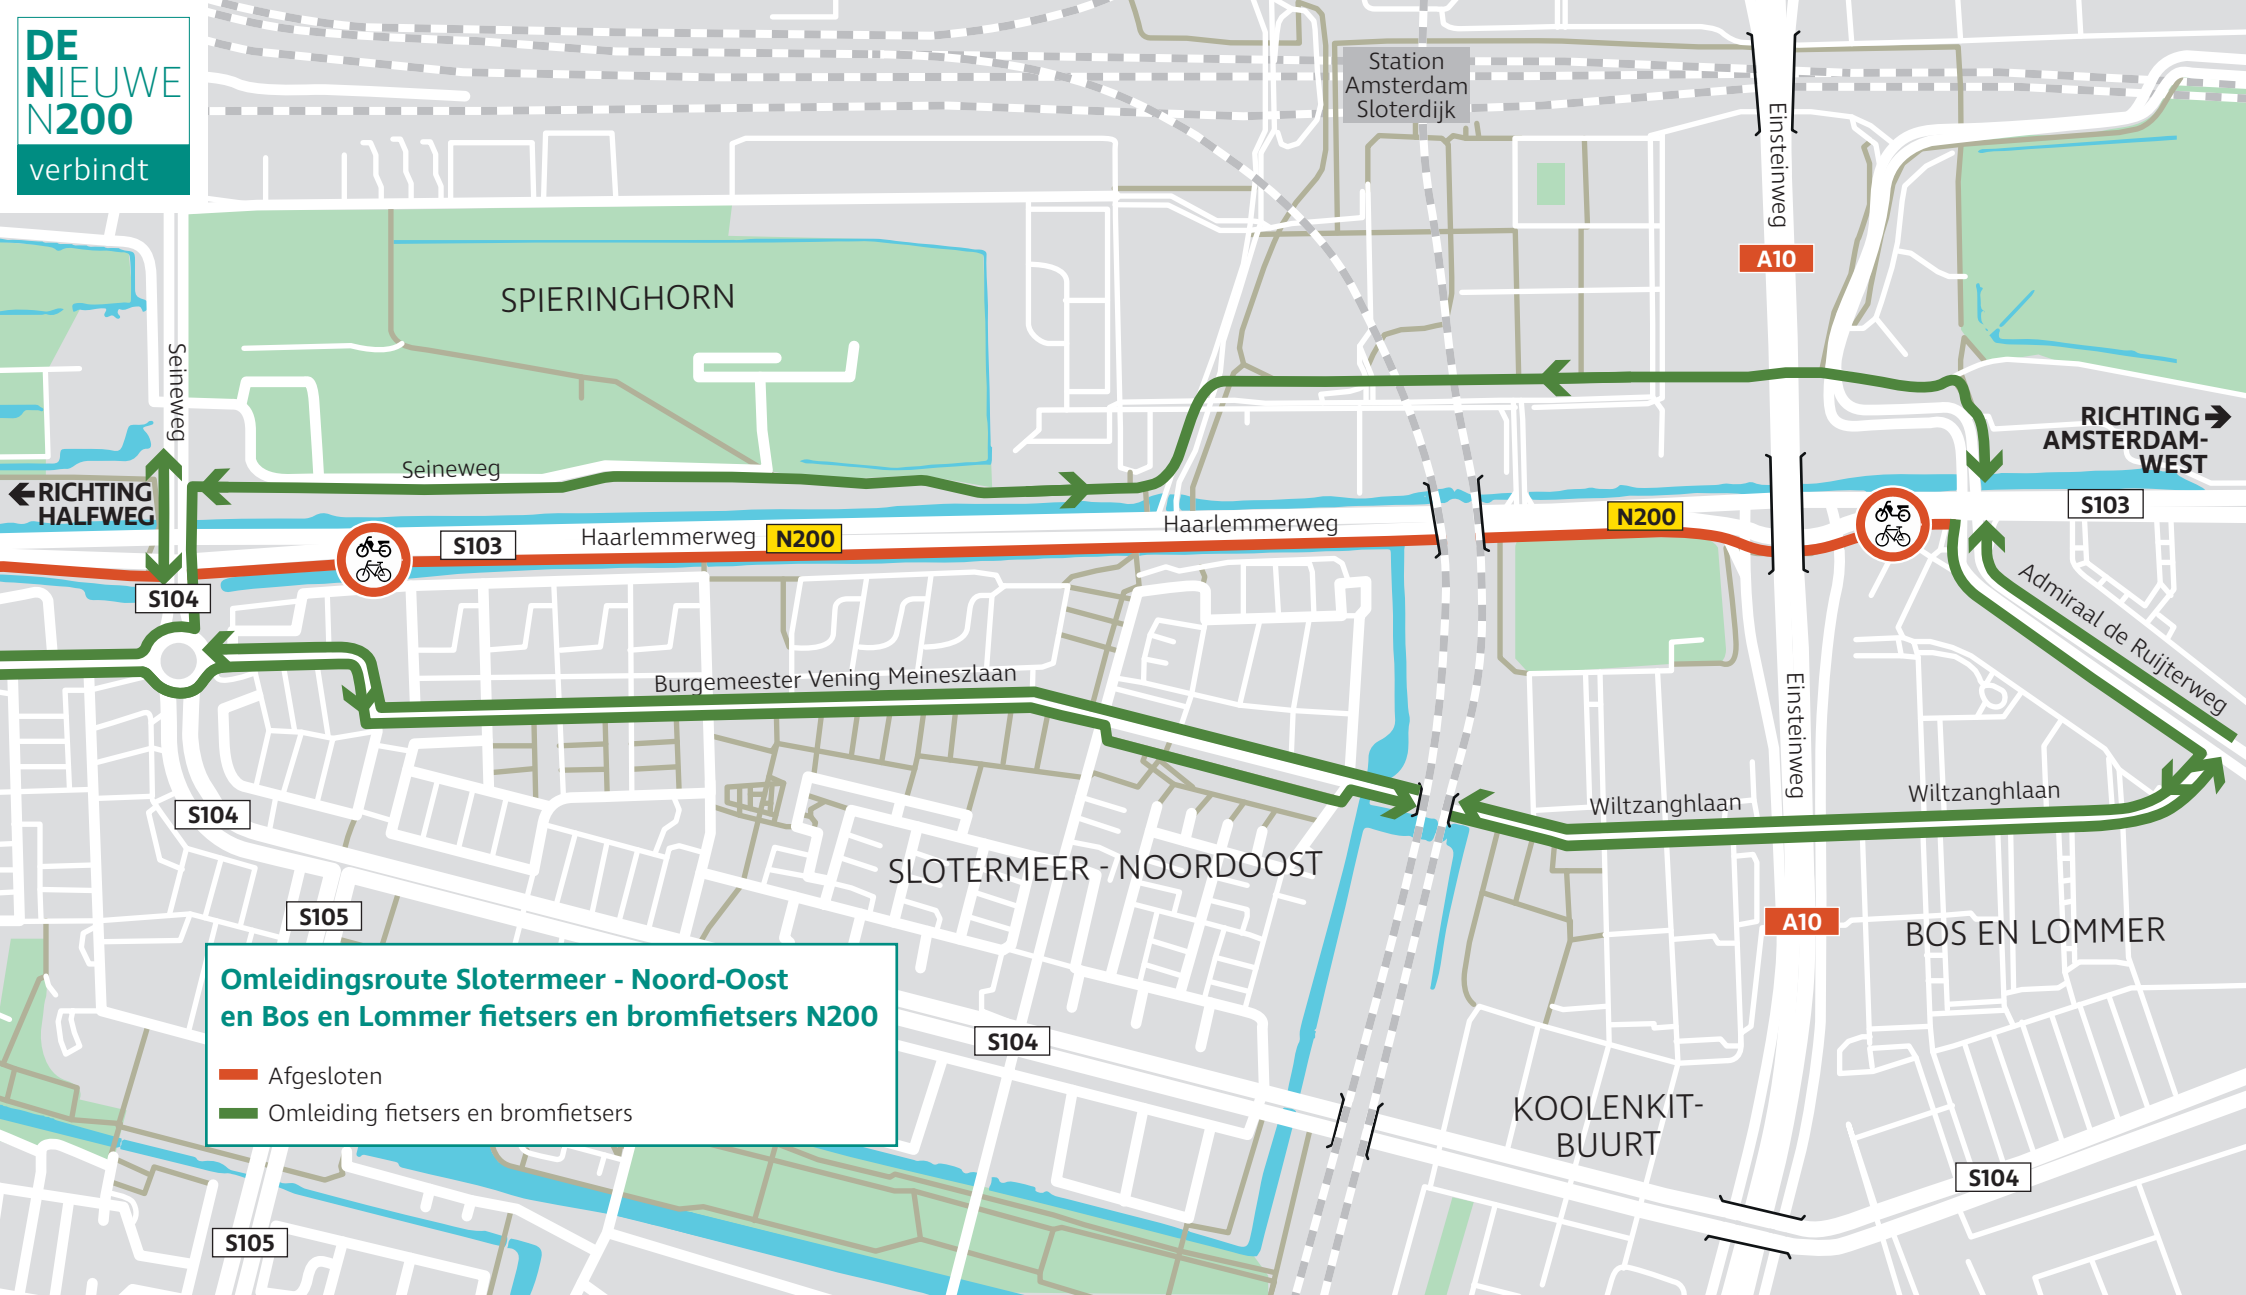 DE
NIEUWE
N200
verbindt
Station
Amsterdam
Sloterdijk
Einsteinweg
A10
SPIERINGHORN
Seineweg
RICHTING
AMSTERDAM-
WEST
Seineweg
RICHTING
HALFWEG
S103
Haarlemmerweg
N200
Haarlemmerweg
N200
S103
S104
Admiraal de Ruijterweg
Burgemeester Vening Meineszlaan
Einsteinweg
Wiltzanghlaan
Wiltzanghlaan
S104
SLOTERMEER - NOORDOOST
S105
A10
BOS EN LOMMER
Omleidingsroute Slotermeer - Noord-Oost
en Bos en Lommer fietsers en bromfietsers N200
Afgesloten
Omleiding fietsers en bromfietsers
S104
KOOLENKIT-
BUURT
S104
S105